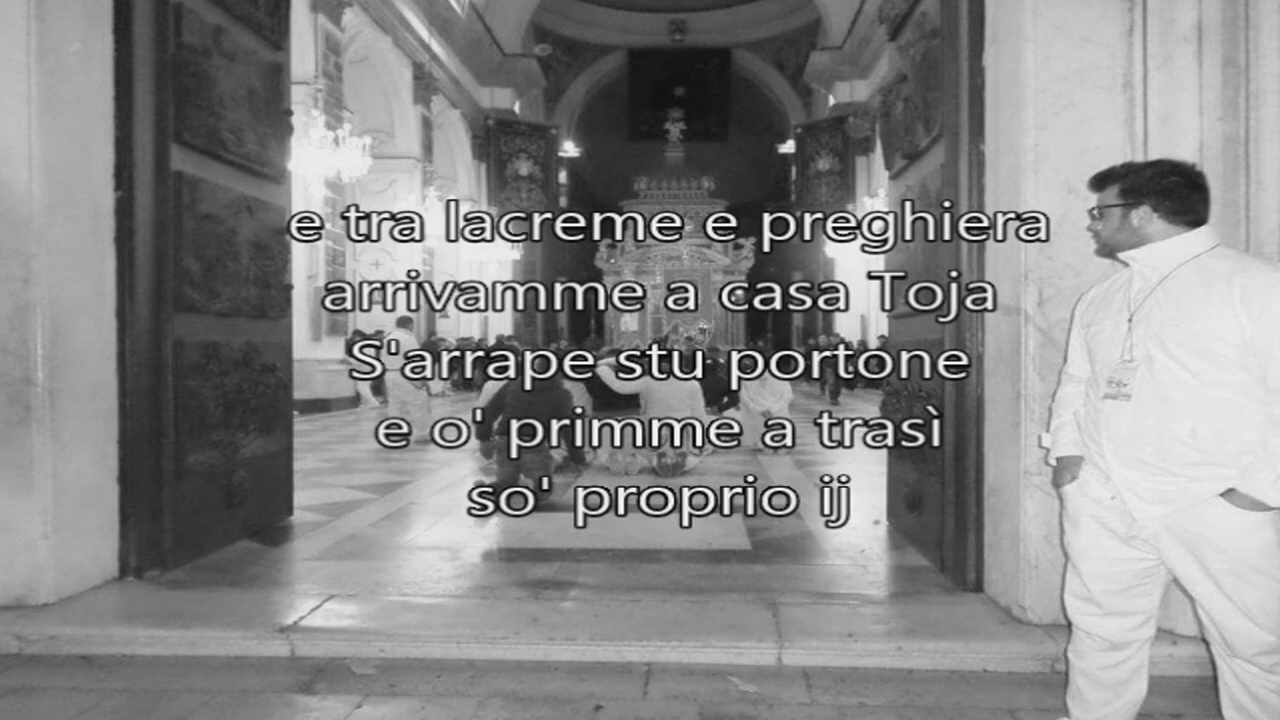 e tra lacreme e preghiera
arrivamme a casa Toja
S'arrape stu portone
e o' primme a trasì
so' proprio ij